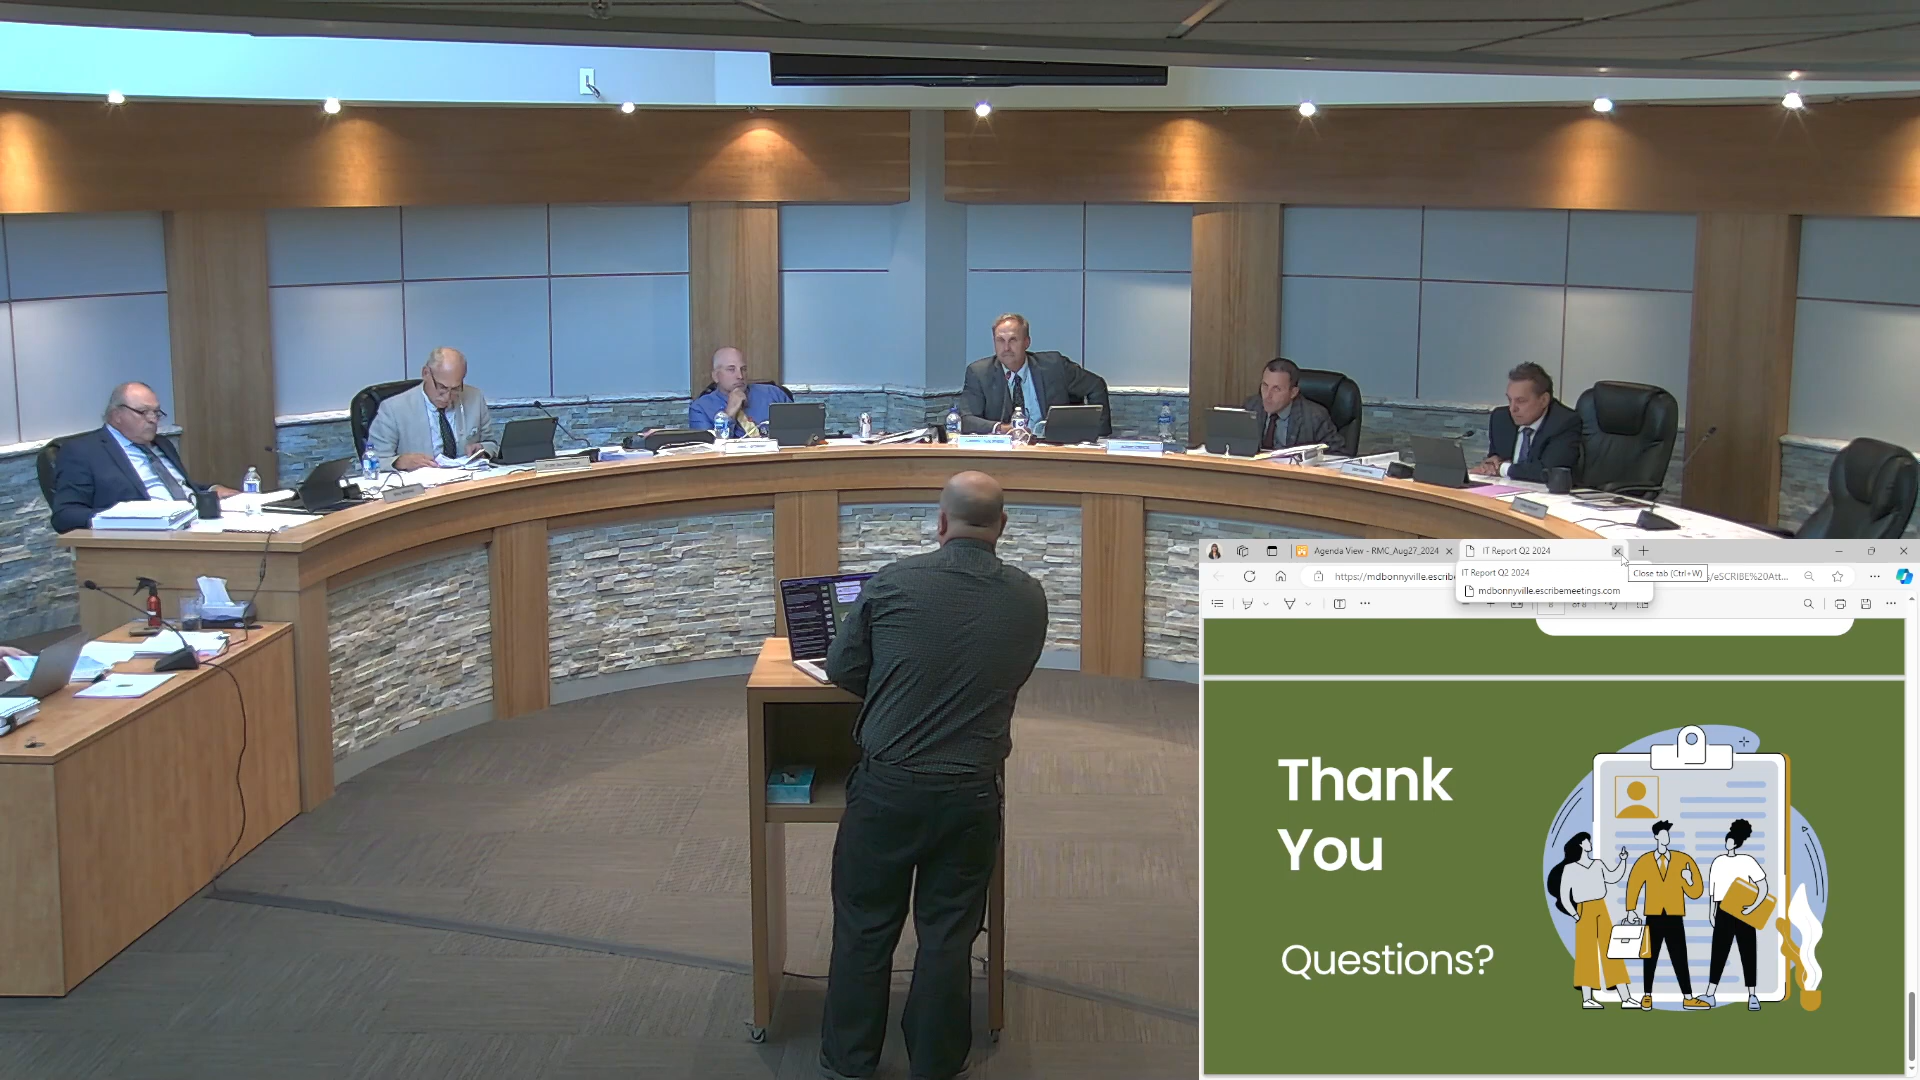 Agenda View - RMC_Aug27_2024
IT Report Q2 2024
https://mdbonnyville.escribe
IT Report Q2 2024
mdbonnyville.escribemeetings.com
Close tab (Ctrl+W)
s/eSCRIBE%20Att...
Thank
You
Questions?